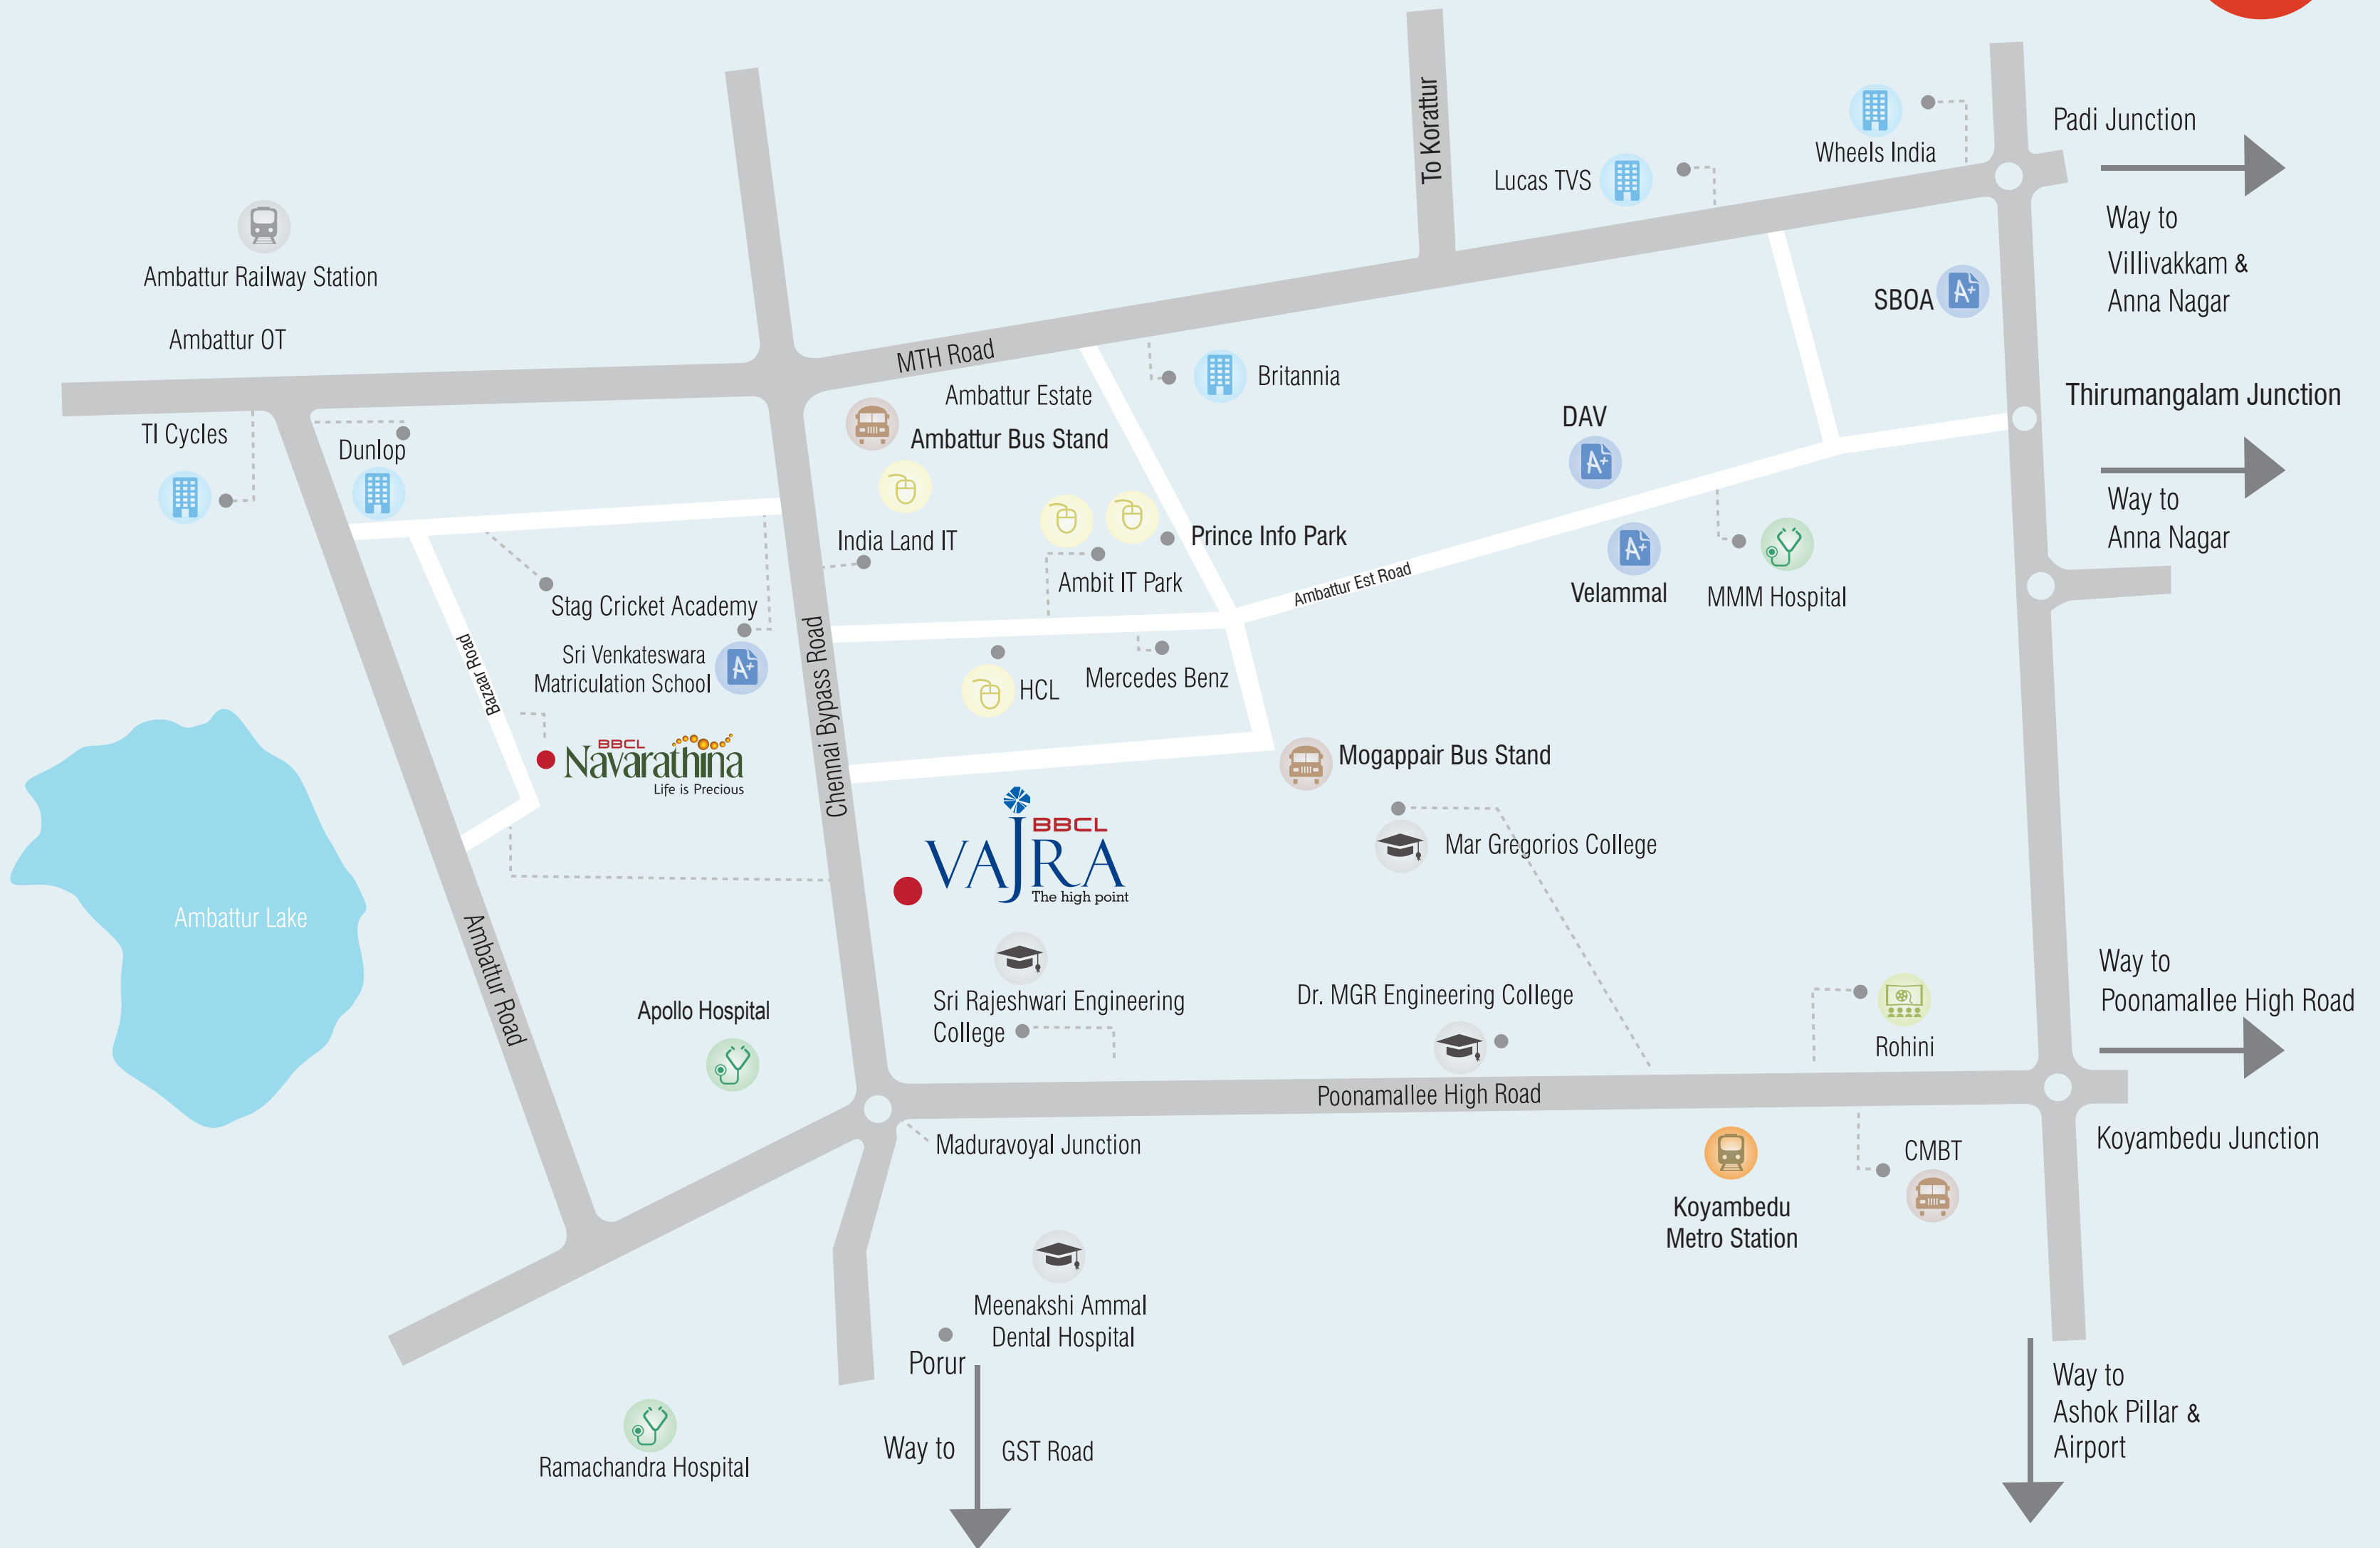 To Korattur
Padi Junction
Wheels India
Lucas TVS
Way to
Villivakkam &
Anna Nagar
Ambattur Railway Station
SBOA
Ambattur OT
MTH Road
Ambattur Estate
Britannia
Thirumangalam Junction
DAV
TI Cycles
Dunlop
Ambattur Bus Stand
Way to
Anna Nagar
India Land IT
Prince Info Park
Ambit IT Park
Ambattur Est Road
Velammal
MMM Hospital
Stag Cricket Academy
Sri Venkateswara
Matriculation School
Bazaar Road
Chennai Bypass Road
HCL
Mercedes Benz
BBCL
Navarathna
Life is Precious
Mogappair Bus Stand
BBCL
VAJRA
The high point
Mar Gregorios College
Ambattur Lake
Ambattur Road
Way to
Poonamallee High Road
Apollo Hospital
Sri Rajeshwari Engineering
College
Dr. MGR Engineering College
Rohini
Poonamallee High Road
Maduravoyal Junction
Koyambedu Junction
CMBT
Koyambedu
Metro Station
Meenakshi Ammal
Dental Hospital
Porur
Way to
Ashok Pillar &
Airport
Way to
GST Road
Ramachandra Hospital